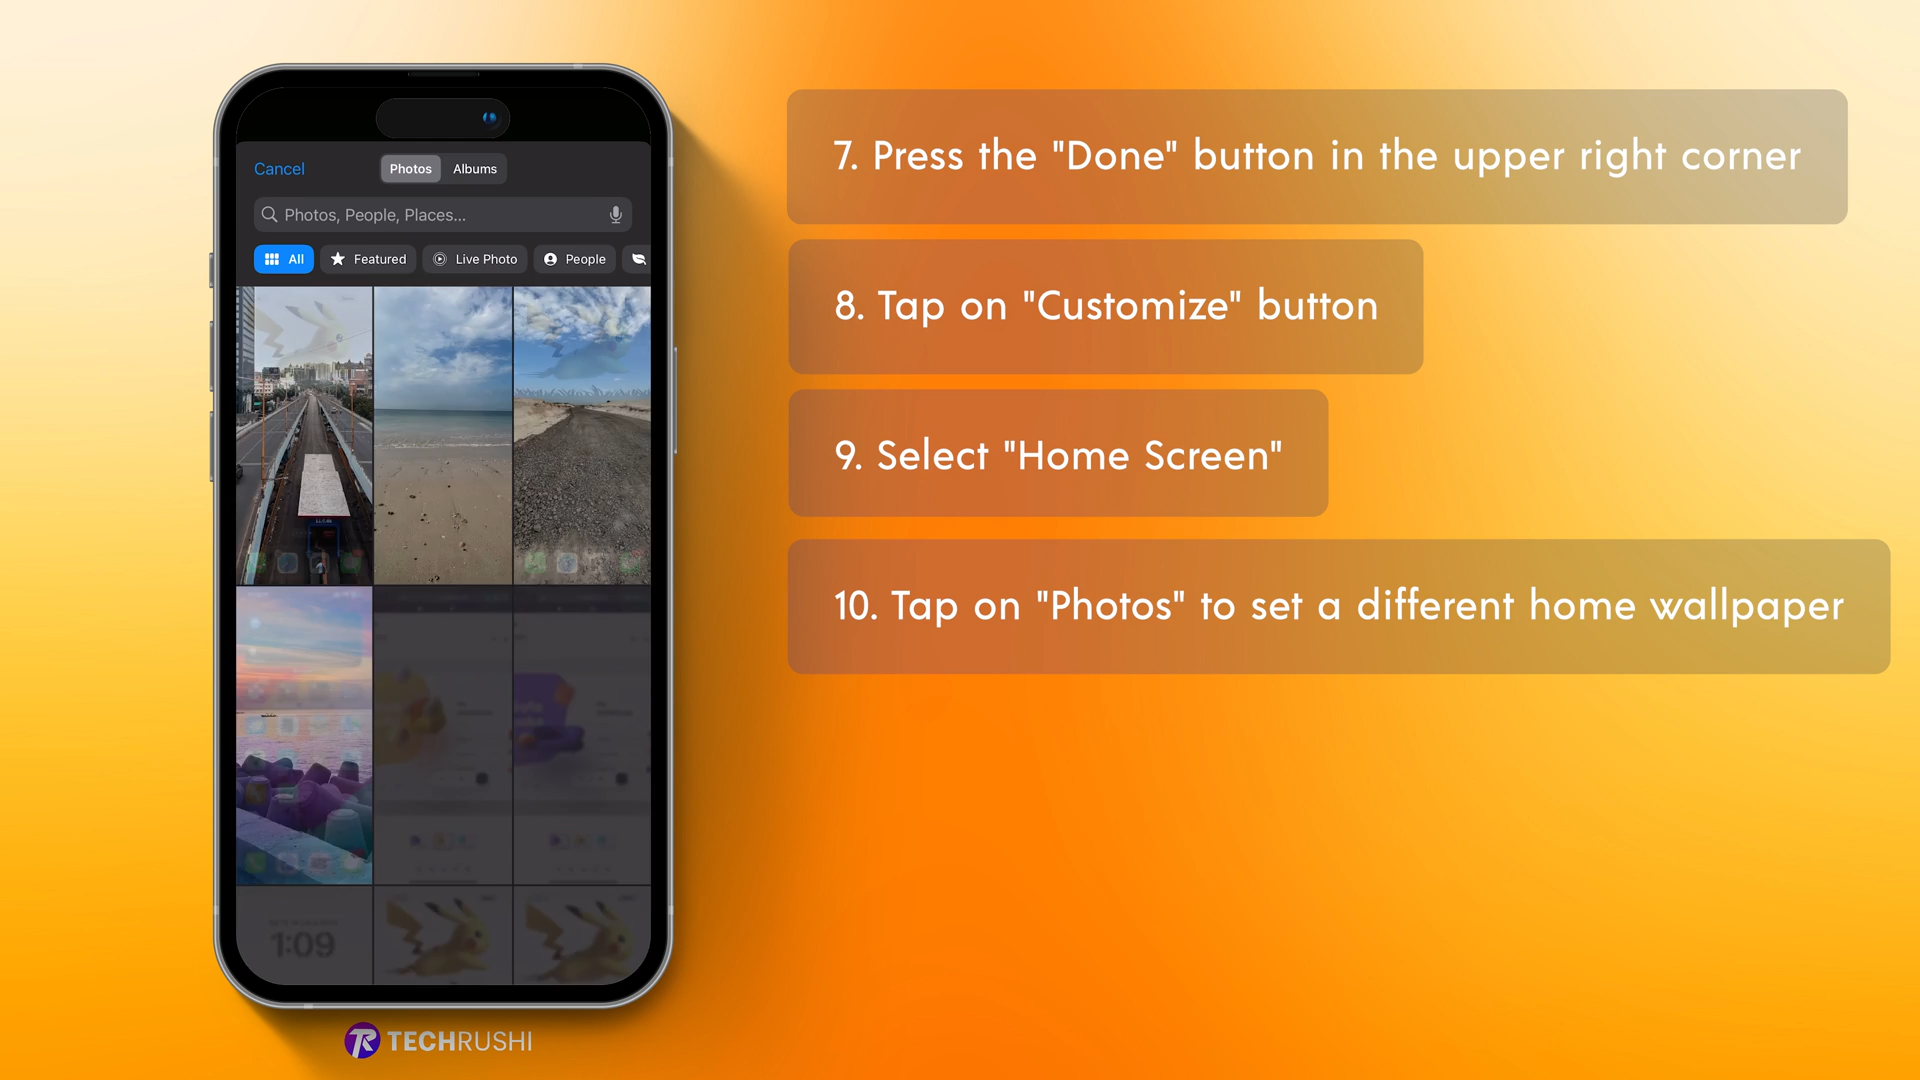 Cancel
Photos
Albums
Photos, People, Places...
All
Featured
Live Photo
People
1:09
TECHRUSHI
7. Press the "Done" button in the upper right corner
8. Tap on "Customize" button
9. Select "Home Screen"
10. Tap on "Photos" to set a different home wallpaper